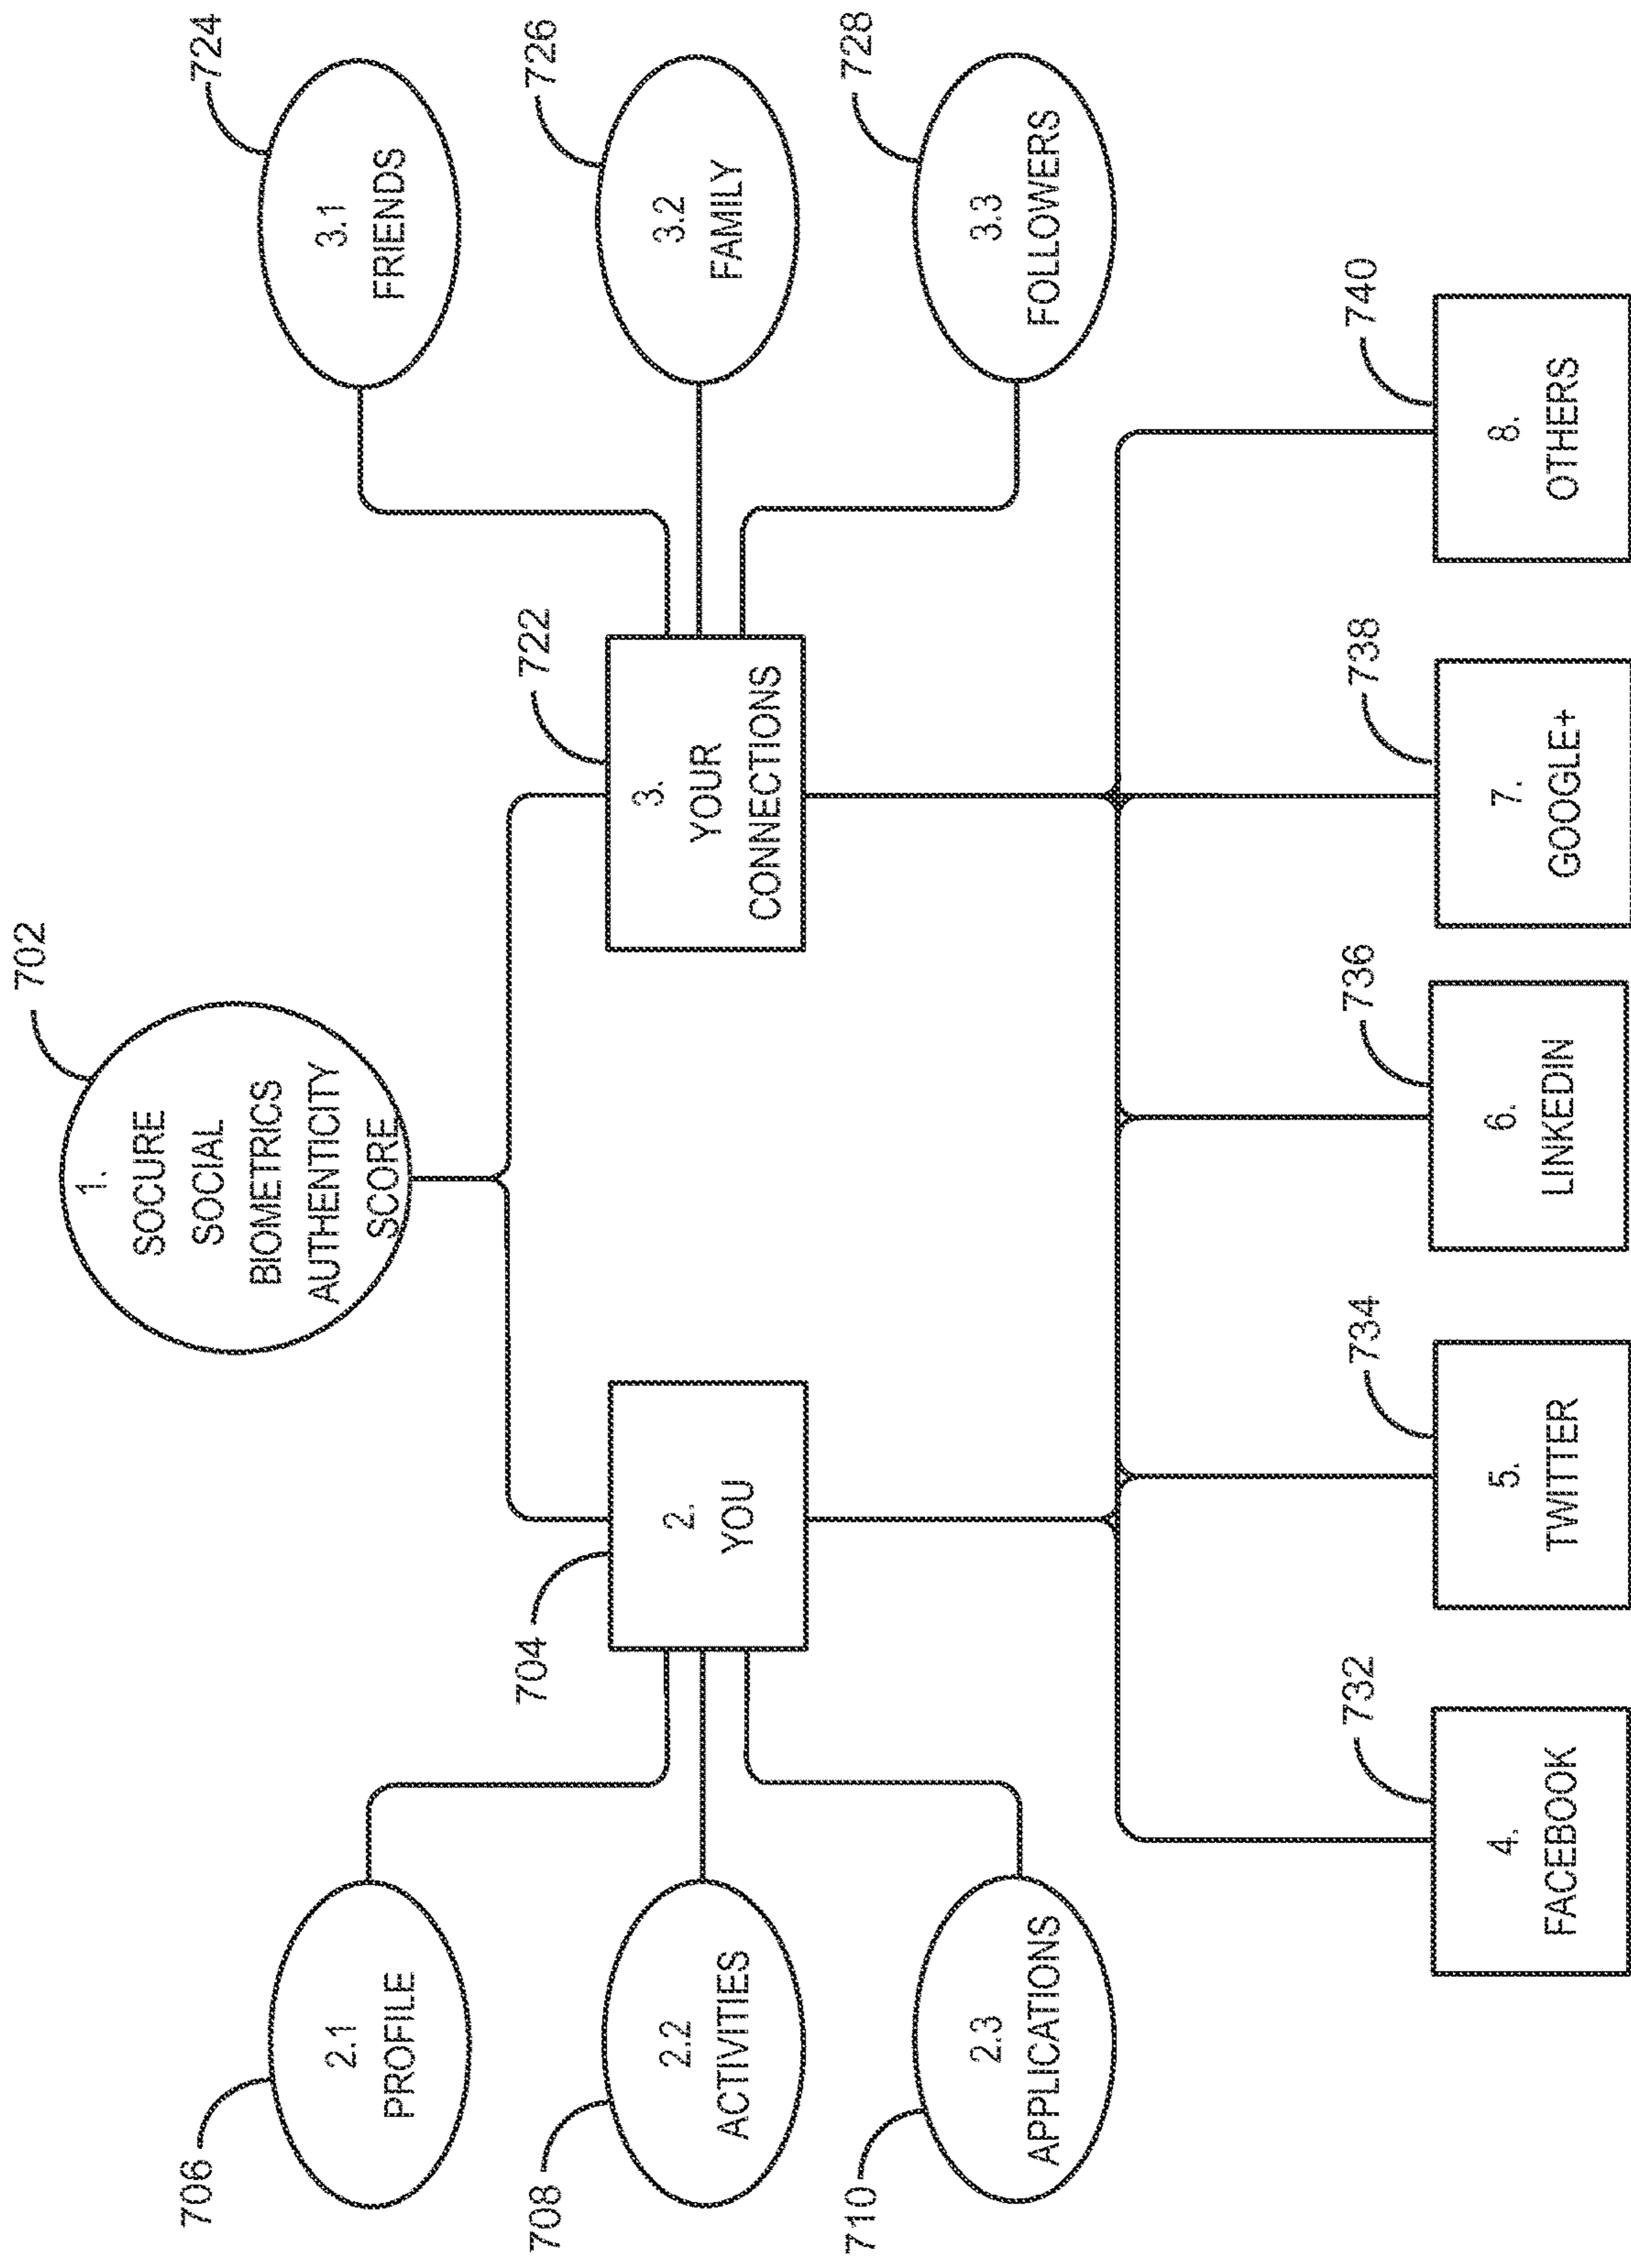 702
1.
SOCURE
SOCIAL
BIOMETRICS
AUTHENTICITY
SCORE
706
2.1
PROFILE
708
2.2
ACTIVITIES
710
2.3
APPLICATIONS
704
2.
YOU
722
3.
YOUR
CONNECTIONS
724
3.1
FRIENDS
726
3.2
FAMILY
728
3.3
FOLLOWERS
732
4.
FACEBOOK
734
5.
TWITTER
736
6.
LINKEDIN
738
7.
GOOGLE+
740
8.
OTHERS